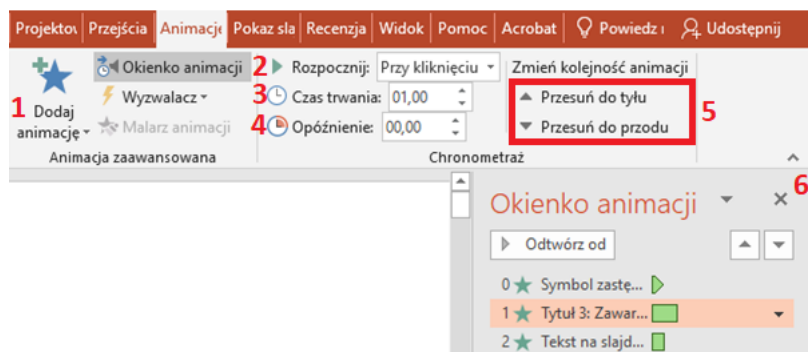 Projektov Przejścia Animacje Pokaz sla Recenzja Widok Pomoc Acrobat Powiedz i Udostępnij
Okienko animacji 2 Rozpocznij: Przy kliknięciu Zmień kolejność animacji
1 Dodaj animację Wyzwalacz 3 Czas trwania: 01,00 Przesuń do tyłu 5
Malarz animacji 4 Opóźnienie: 00,00 Przesuń do przodu
Animacja zaawansowana Chronometraż
6
Okienko animacji
Odtwórz od
0 Symbol zastę...
1 Tytuł 3: Zawar...
2 Tekst na slajd...